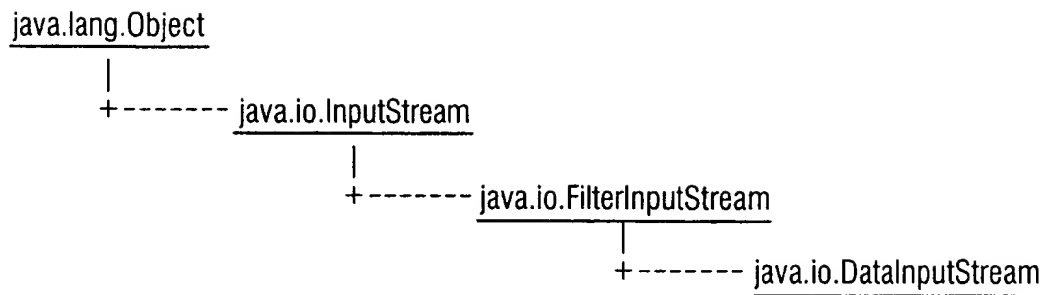 java.lang.Object
|
+------- java.io.InputStream
|
+------- java.io.FilterInputStream
|
+------- java.io.DataInputStream